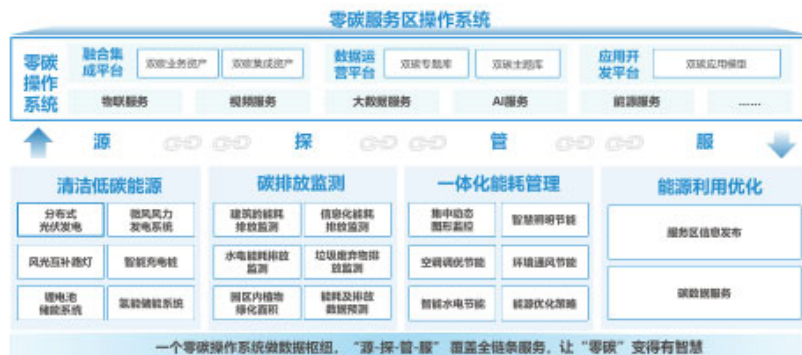 零碳服务区操作系统
零碳
操作
系统
融合集
成平台
双碳业务资产
双碳集成资产
数据运
营平台
双碳专题库
双碳主题库
应用开
发平台
双碳应用模型
物联服务
视频服务
大数据服务
AI服务
能源服务
……
源
探
管
服
清洁低碳能源
分布式
光伏发电
微风风力
发电系统
风光互补路灯
智能充电桩
锂电池
储能系统
氢能储能系统
碳排放监测
建筑的能耗
排放监测
信息化能耗
排放监测
水电能耗排放
监测
垃圾废弃物排
放监测
园区内植物
绿化面积
能耗及排放
数据预测
一体化能耗管理
集中动态
图形监控
智慧照明节能
空调调优节能
环境通风节能
智能水电节能
能源优化策略
能源利用优化
服务区信息发布
碳数据服务
一个零碳操作系统做数据枢纽，“源-探-管-服”覆盖全链条服务，让“零碳”变得有智慧